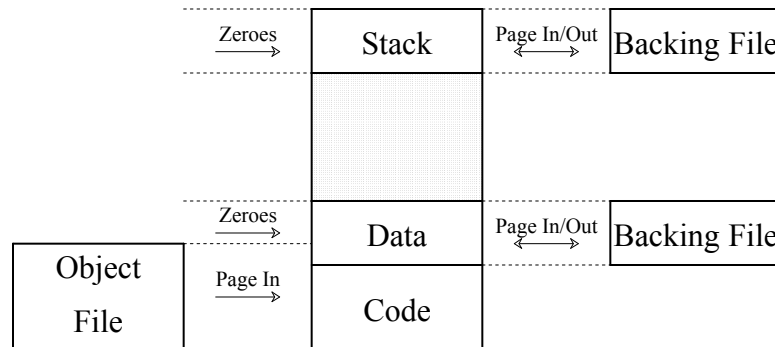 Zeroes
Stack
Page In/Out
Backing File
Zeroes
Data
Page In/Out
Backing File
Object
File
Page In
Code